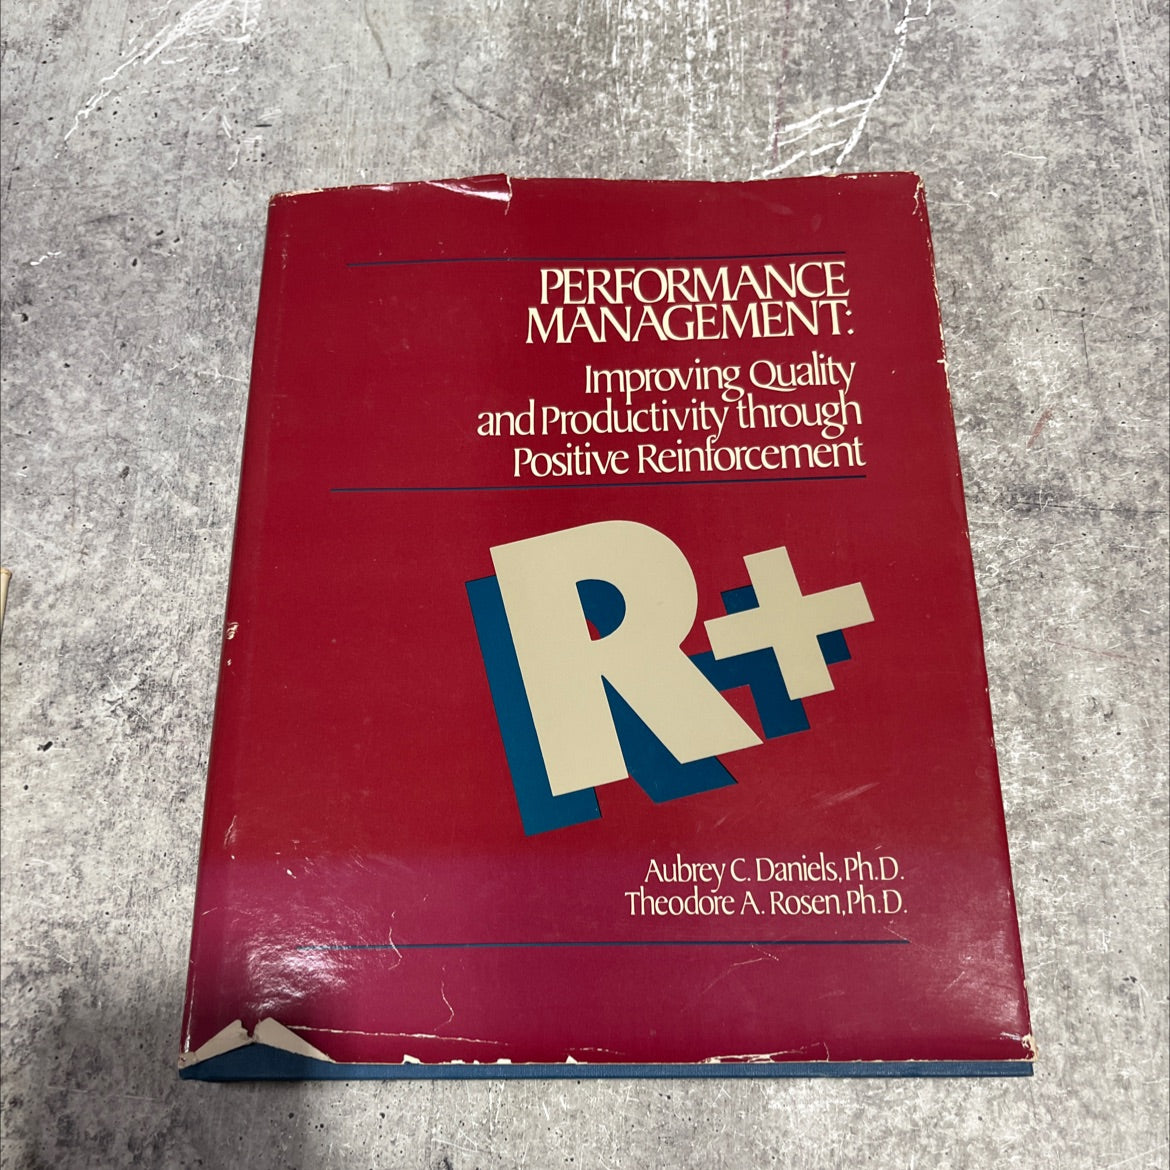 PERFORMANCE
MANAGEMENT:
Improving Quality
and Productivity through
Positive Reinforcement
R+
Aubrey C. Daniels, Ph.D.
Theodore A. Rosen, Ph.D.